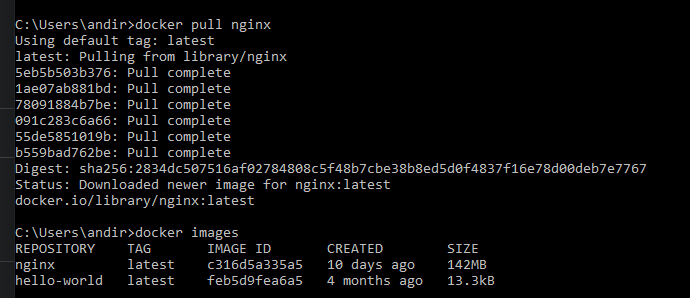 C:\Users\andir>docker pull nginx
Using default tag: latest
latest: Pulling from library/nginx
5eb5b503b376: Pull complete
1ae07ab881bd: Pull complete
78091884b7be: Pull complete
091c283c6a66: Pull complete
55de5851019b: Pull complete
b559bad762be: Pull complete
Digest: sha256:2834dc507516af02784808c5f48b7cbe38b8ed5d0f4837f16e78d00deb7e7767
Status: Downloaded newer image for nginx:latest
docker.io/library/nginx:latest
C:\Users\andir>docker images
REPOSITORY TAG IMAGE ID CREATED SIZE
nginx latest c316d5a335a5 10 days ago 142MB
hello-world latest feb5d9fea6a5 4 months ago 13.3kB